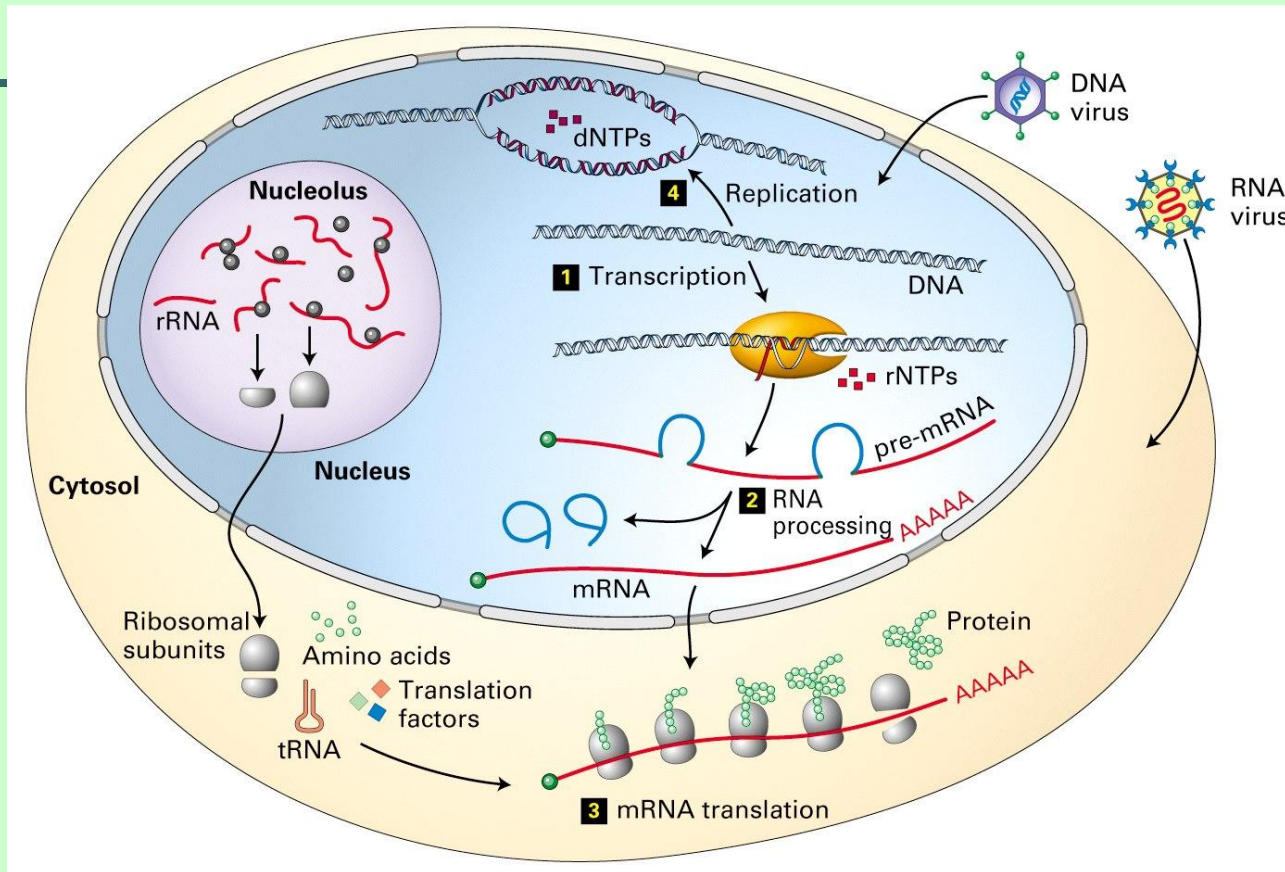 DNA
virus
RNA
virus
dNTPs
4 Replication
Nucleolus
1 Transcription
DNA
rRNA
rNTPs
pre-mRNA
Nucleus
Cytosol
2 RNA
processing
AAAAA
mRNA
Ribosomal
subunits
Amino acids
Translation
factors
tRNA
Protein
AAAAA
3 mRNA translation